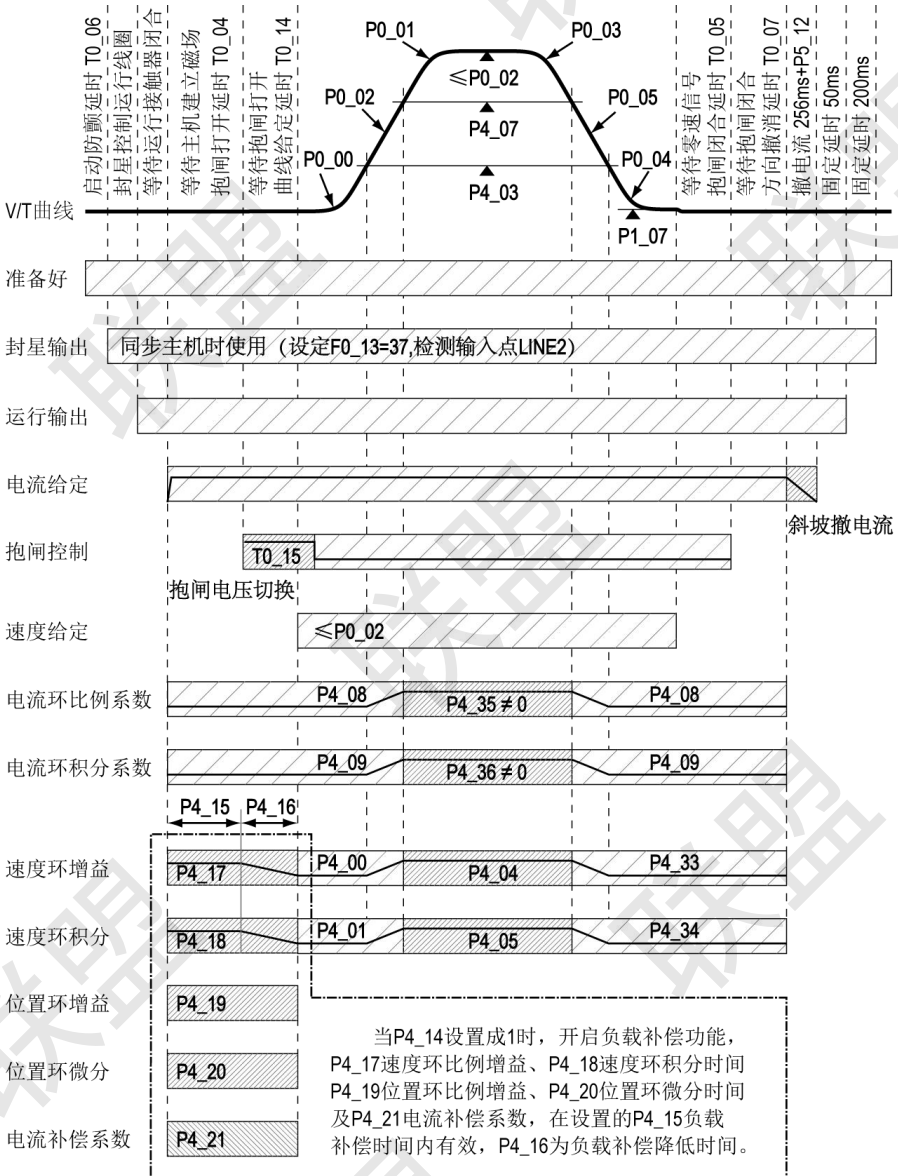 启动防颤延时 T0_06
封星控制运行线圈
等待运行接触器闭合
等待主机建立磁场
抱闸打开延时 T0_04
等待抱闸打开
曲线给定延时 T0_14
P0_01
P0_03
≤P0_02
P0_02
P0_05
P4_07
P0_00
P0_04
P4_03
P1_07
等待零速信号
抱闸闭合延时 T0_05
等待抱闸闭合
方向撤消延时 T0_07
撤电流 256ms+P5_12
固定延时 50ms
固定延时 200ms
V/T曲线
准备好
封星输出
同步主机时使用（设定F0_13=37,检测输入点LINE2）
运行输出
电流给定
斜坡撤电流
抱闸控制
T0_15
抱闸电压切换
速度给定
≤P0_02
电流环比例系数
P4_08
P4_35≠0
P4_08
电流环积分系数
P4_09
P4_36≠0
P4_09
P4_15
P4_16
速度环增益
P4_17
P4_00
P4_04
P4_33
速度环积分
P4_18
P4_01
P4_05
P4_34
位置环增益
P4_19
位置环微分
P4_20
电流补偿系数
P4_21
当P4_14设置成1时，开启负载补偿功能，
P4_17速度环比例增益、P4_18速度环积分时间
P4_19位置环比例增益、P4_20位置环微分时间
及P4_21电流补偿系数，在设置的P4_15负载
补偿时间内有效，P4_16为负载补偿降低时间。
联盟
联盟
联盟
联盟
联盟